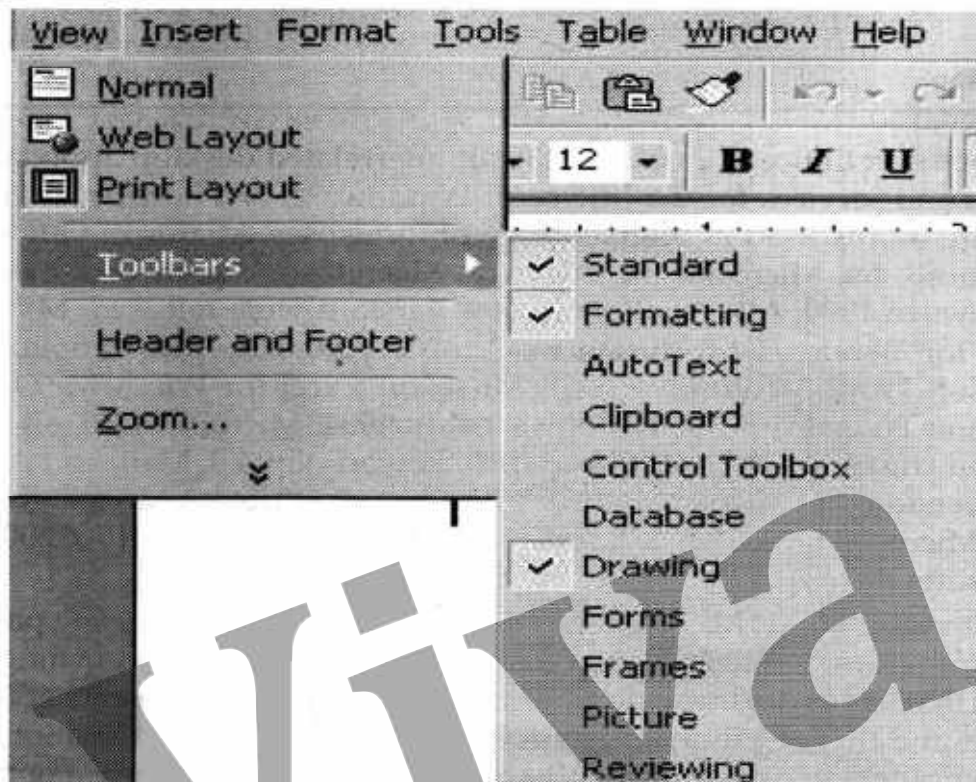 View Insert Format Tools Table Window Help
Normal
Web Layout
Print Layout
12 B I U
Toolbars
Header and Footer
Zoom...
Standard
Formatting
AutoText
Clipboard
Control Toolbox
Database
Drawing
Forms
Frames
Picture
Reviewing
Viva